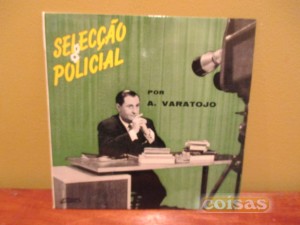 SELECÇÃO
POLICIAL
POR
A. VARATOJO
coisas